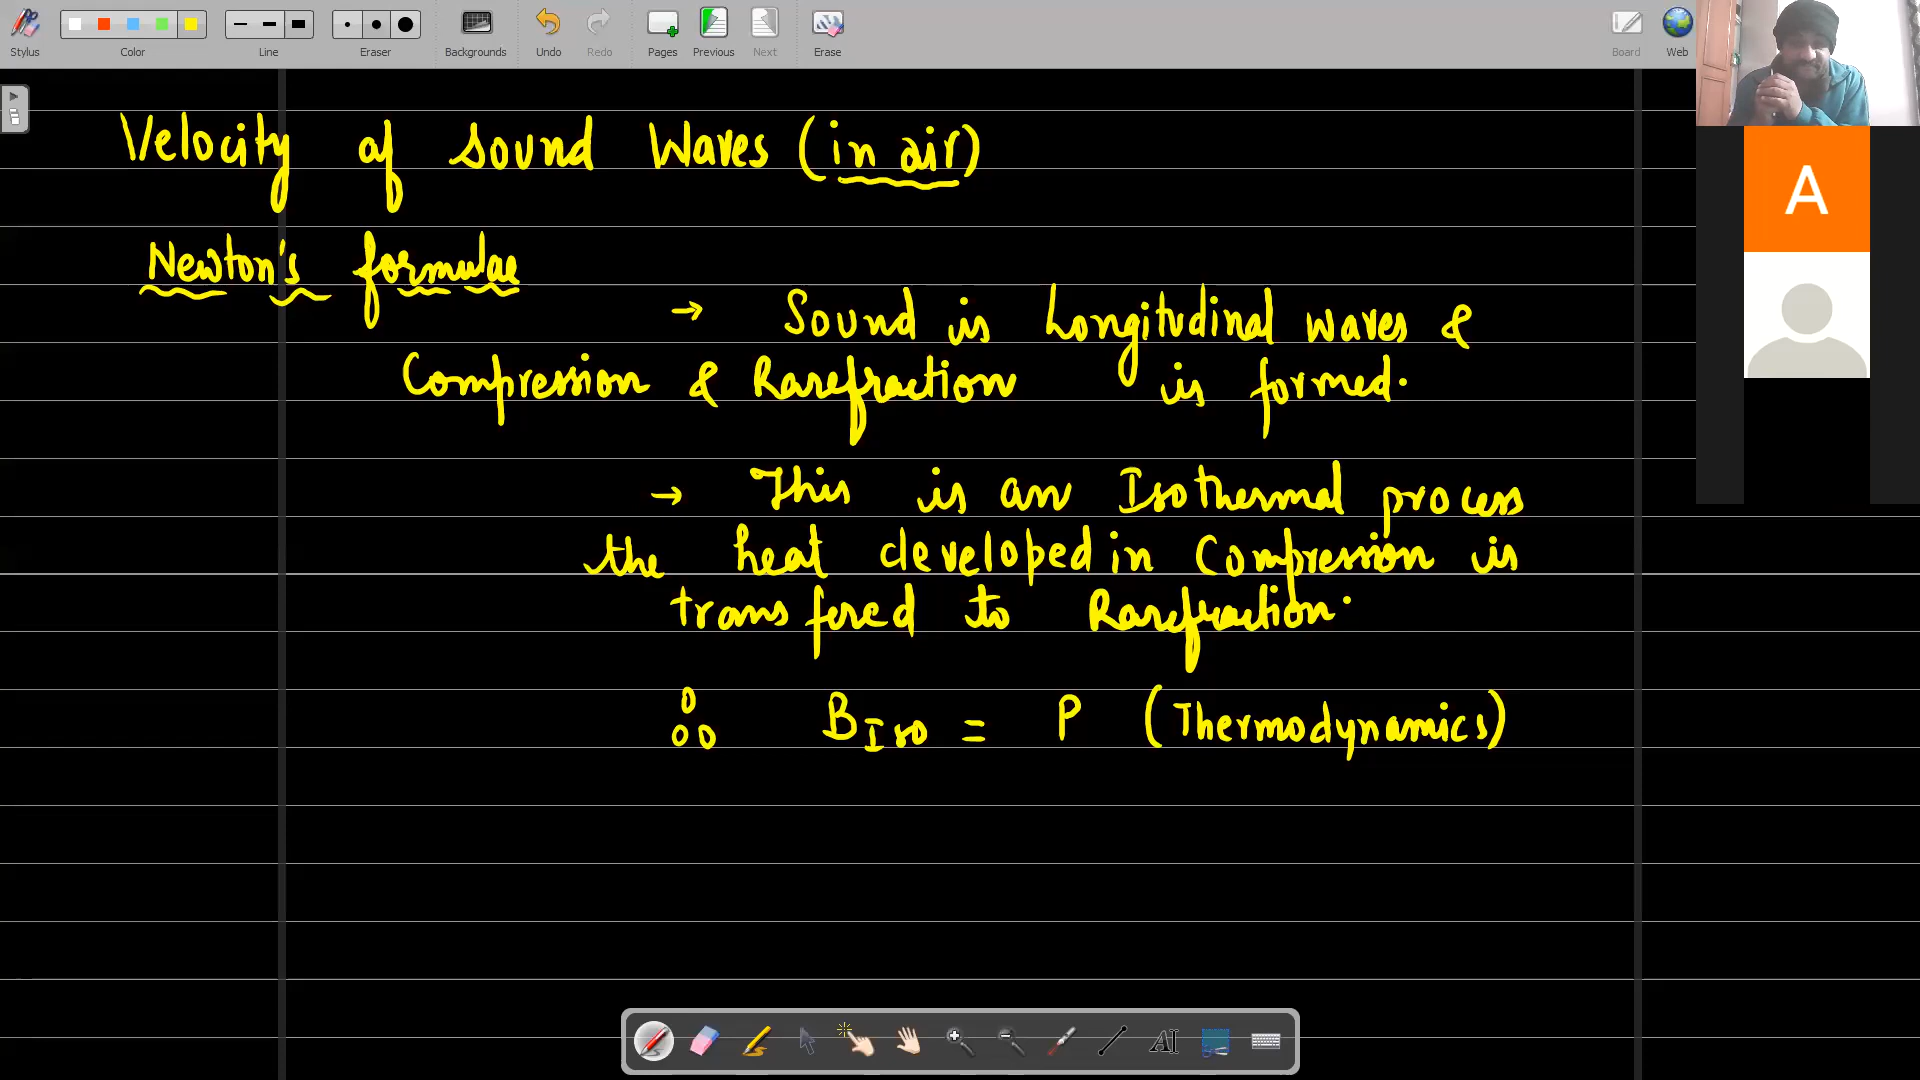 Stylus
Color
Line
Eraser
Backgrounds
Undo
Redo
Pages
Previous
Next
Erase
Board
Web
A
Velocity of Sound Waves (in air)
Newton's formulae
→ Sound is Longitudinal waves &
Compression & Rarefraction is formed.
→ This is an Isothermal process
the heat developed in Compression is
transfered to Rarefraction.
∴ B_Iso = P (Thermodynamics)
AI